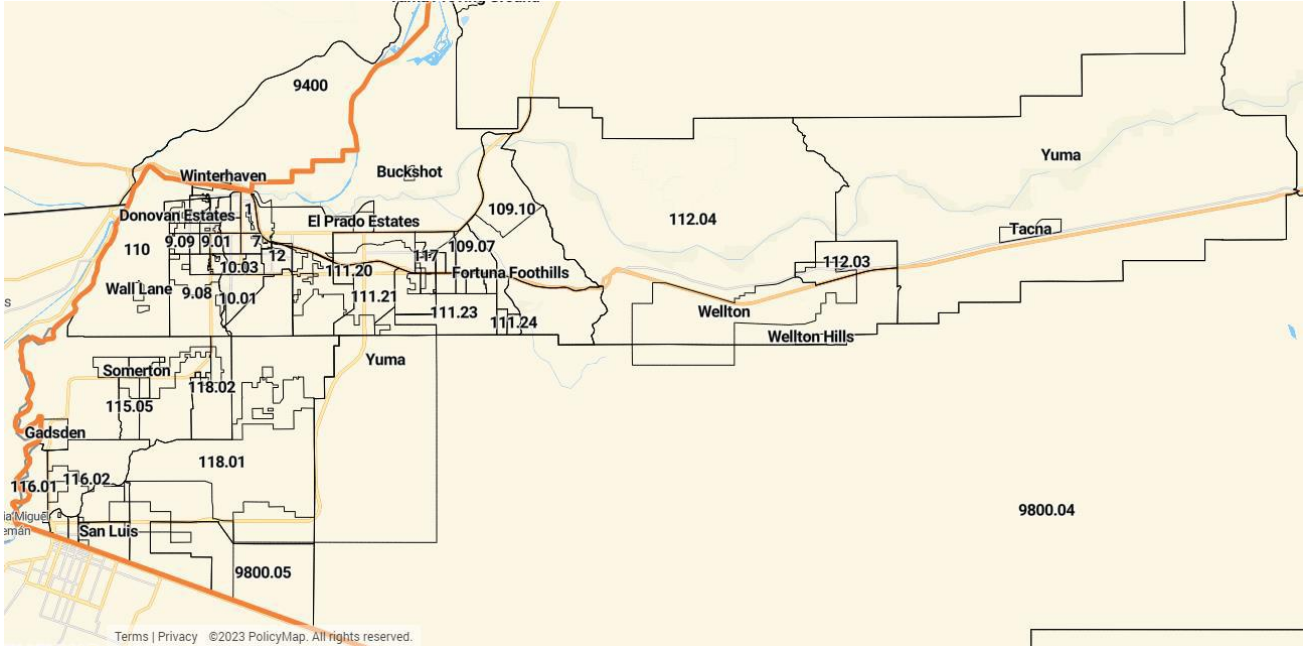 9400
Winterhaven
Buckshot
Yuma
Donovan Estates
1
El Prado Estates
109.10
112.04
Tacna
110
9.09
9.01
7
12
117
109.07
10.03
111.20
Fortuna Foothills
112.03
Wall Lane
9.08
10.01
111.21
111.23
111.24
Wellton
Wellton Hills
Somerton
118.02
Yuma
115.05
Gadsden
118.01
116.01
116.02
9800.04
San Luis
9800.05
Terms | Privacy ©2023 PolicyMap. All rights reserved.